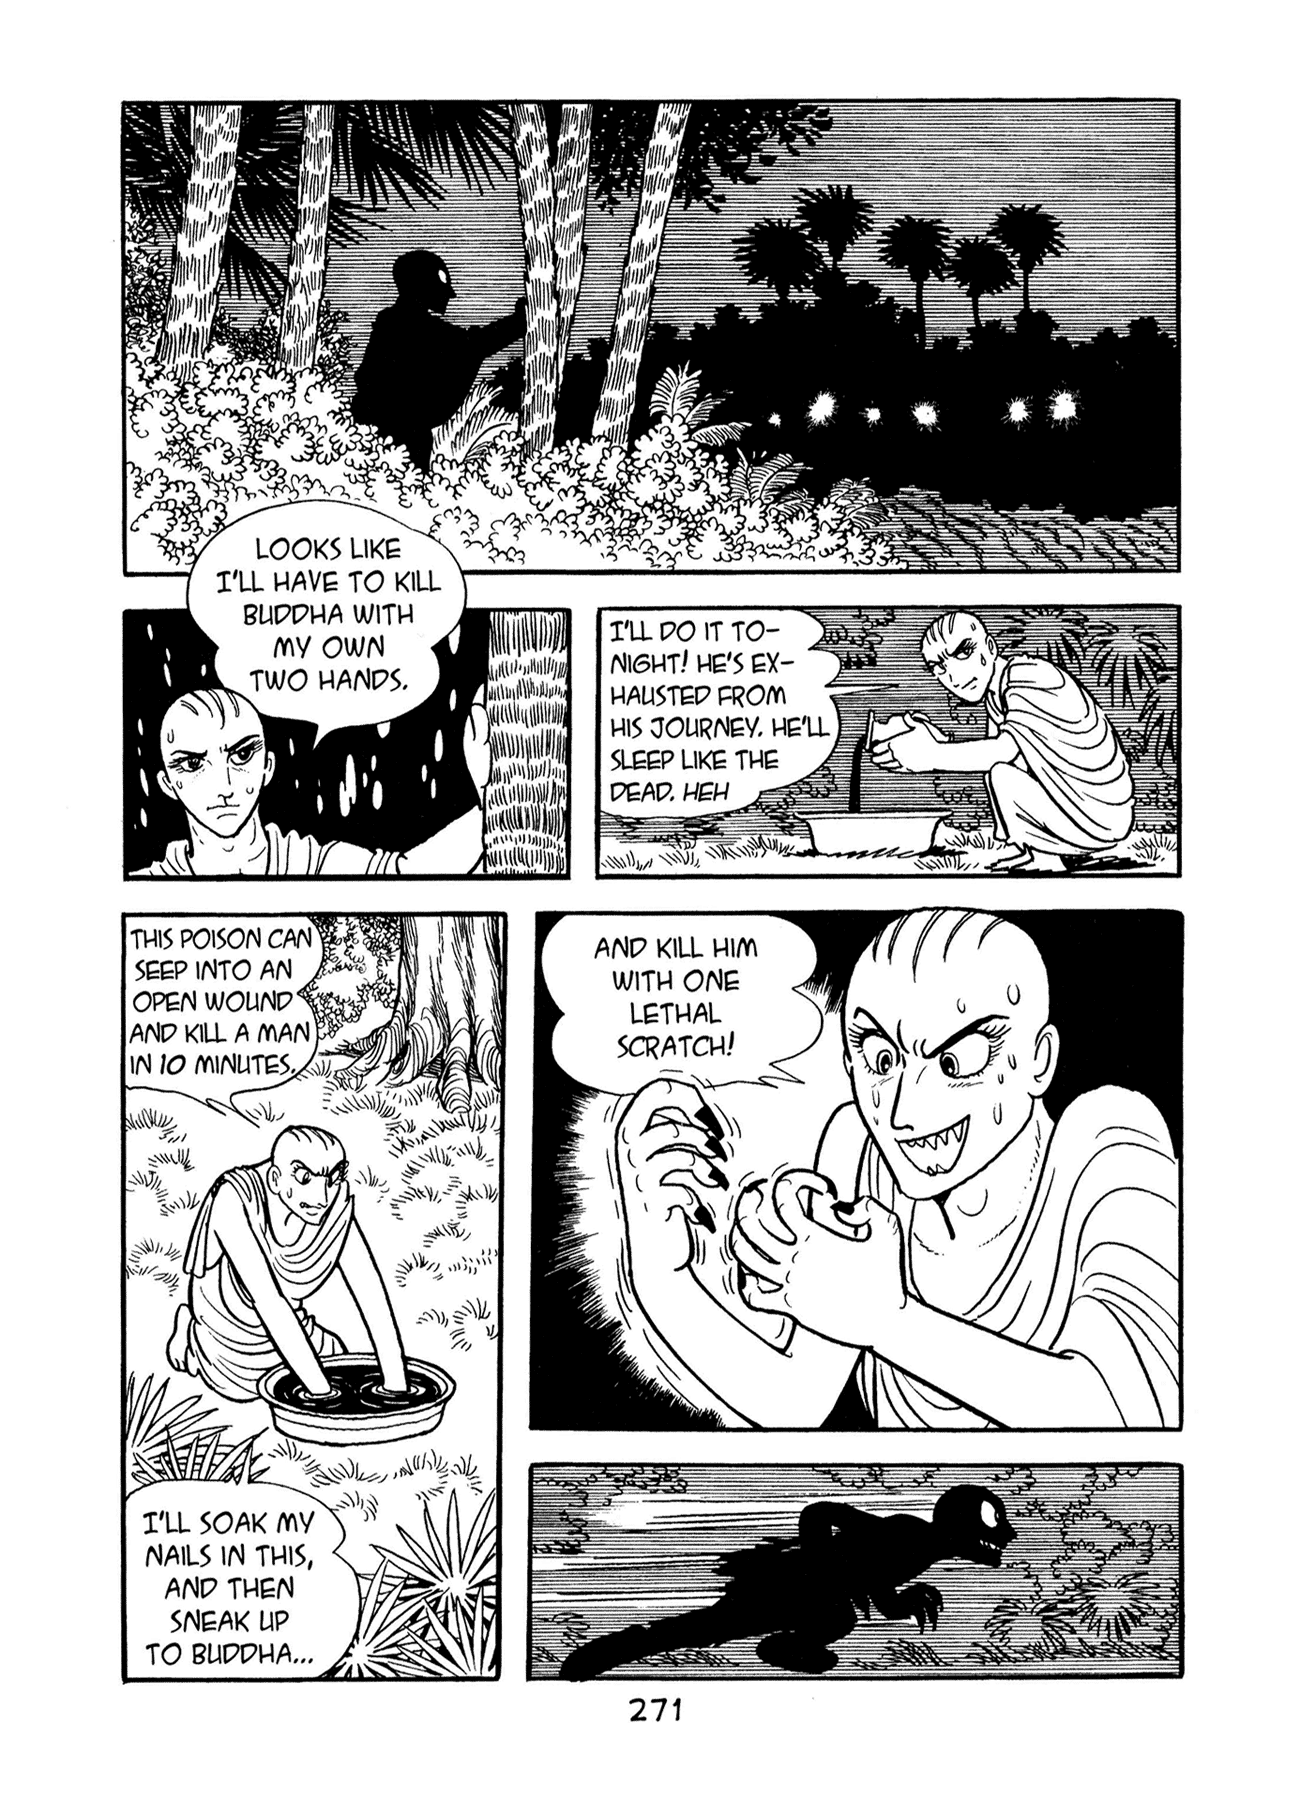 LOOKS LIKE
I'LL HAVE TO KILL
BUDDHA WITH
MY OWN
TWO HANDS.
I'LL DO IT TO-
NIGHT! HE'S EX-
HAUSTED FROM
HIS JOURNEY. HE'LL
SLEEP LIKE THE
DEAD. HEH
THIS POISON CAN
SEEP INTO AN
OPEN WOUND
AND KILL A MAN
IN 10 MINUTES.
I'LL SOAK MY
NAILS IN THIS,
AND THEN
SNEAK UP
TO BUDDHA...
AND KILL HIM
WITH ONE
LETHAL
SCRATCH!
271